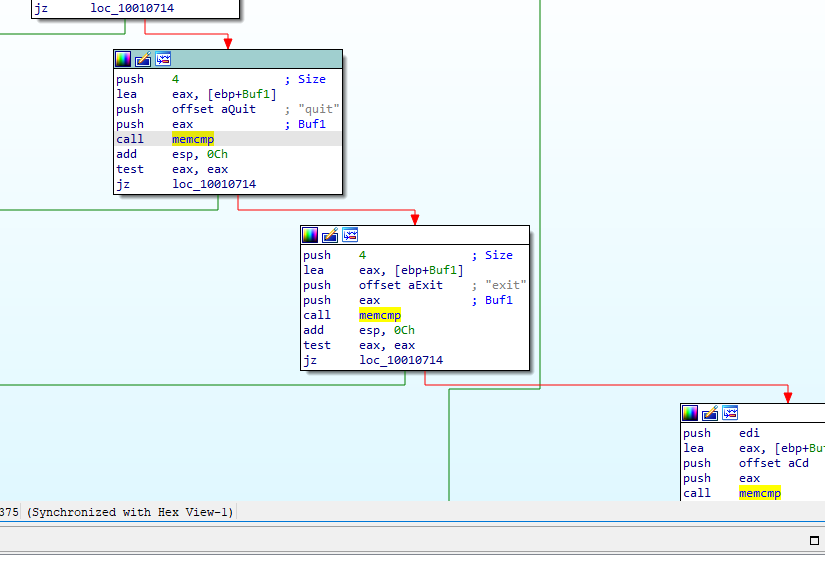 jz loc_10010714
push 4 ; Size
lea eax, [ebp+Buf1]
push offset aQuit ; "quit"
push eax ; Buf1
call memcmp
add esp, 0Ch
test eax, eax
jz loc_10010714
push 4 ; Size
lea eax, [ebp+Buf1]
push offset aExit ; "exit"
push eax ; Buf1
call memcmp
add esp, 0Ch
test eax, eax
jz loc_10010714
push edi
lea eax, [ebp+Bu
push offset aCd
push eax
call memcmp
375 (Synchronized with Hex View-1)